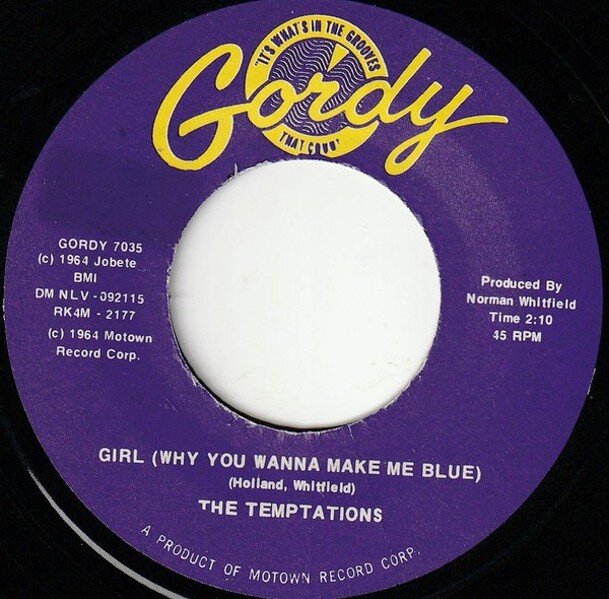 "IT'S WHAT'S IN THE GROOVES
Gordy
THAT COUNT"
GORDY 7035
(c) 1964 Jobete
BMI
DM NLV -092115
RK4M - 2177
(c) 1964 Motown
Record Corp.
Produced By
Norman Whitfield
Time 2:10
45 RPM
GIRL (WHY YOU WANNA MAKE ME BLUE)
(Holland, Whitfield)
THE TEMPTATIONS
A PRODUCT OF MOTOWN RECORD CORP.